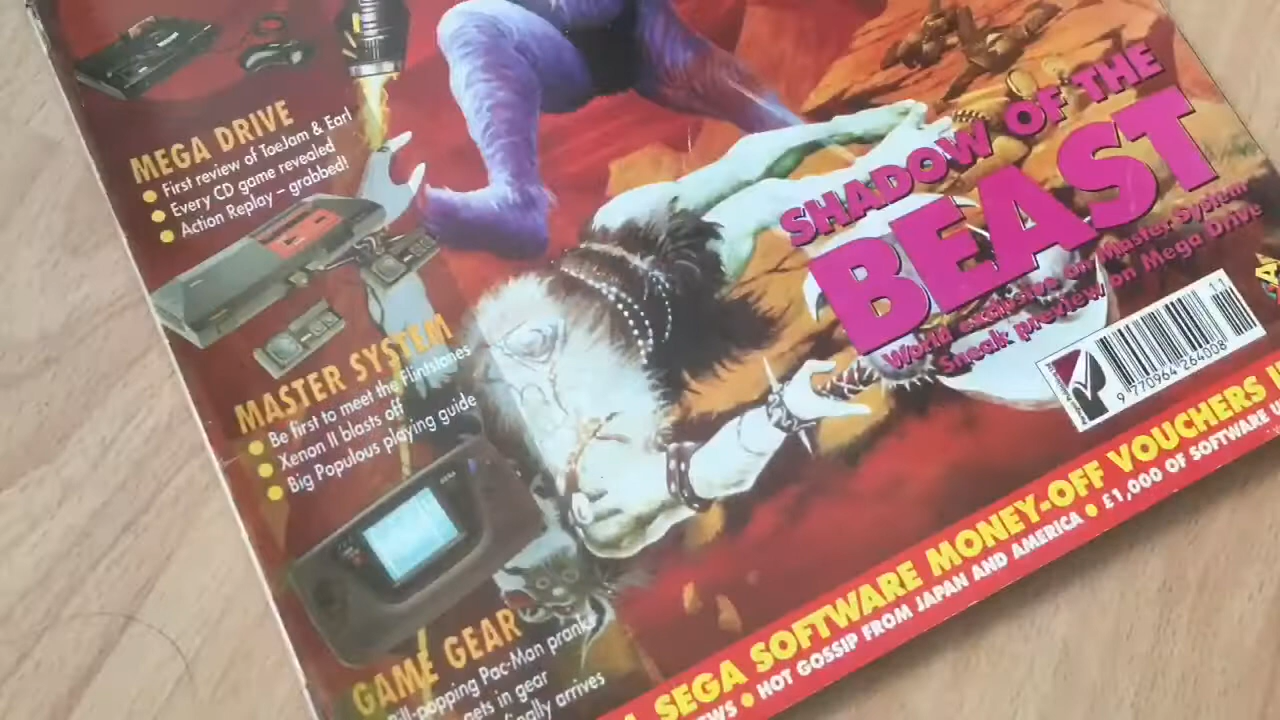 MEGA DRIVE
First review of ToeJam & Earl
Every CD game revealed
Action Replay – grabbed!
MASTER SYSTEM
Be first to meet the Flintstones
Xenon II blasts off
Big Populous playing guide
GAME GEAR
Pill-popping Pac-Man pranks
gets in gear
finally arrives
SHADOW OF THE
BEAST
World exclusive on Master System
Sneak preview on Mega Drive
11
9 770964 264008
SEGA SOFTWARE MONEY-OFF VOUCHERS
HOT GOSSIP FROM JAPAN AND AMERICA • £1,000 OF SOFTWARE